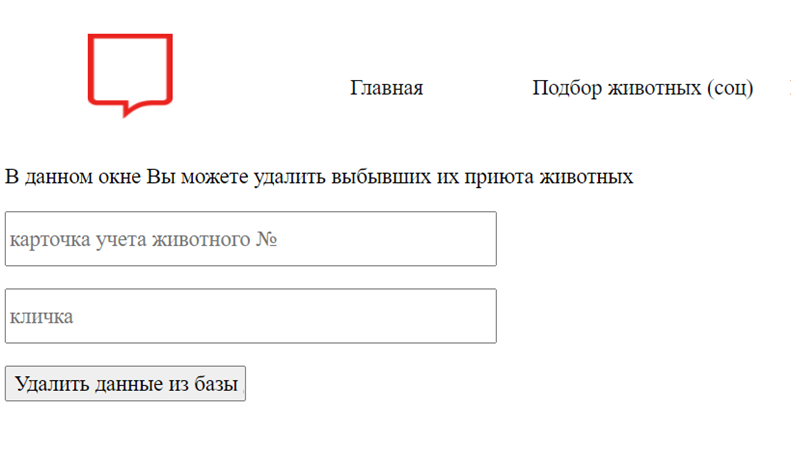 Главная Подбор животных (соц)
В данном окне Вы можете удалить выбывших их приюта животных
карточка учета животного №
кличка
Удалить данные из базы